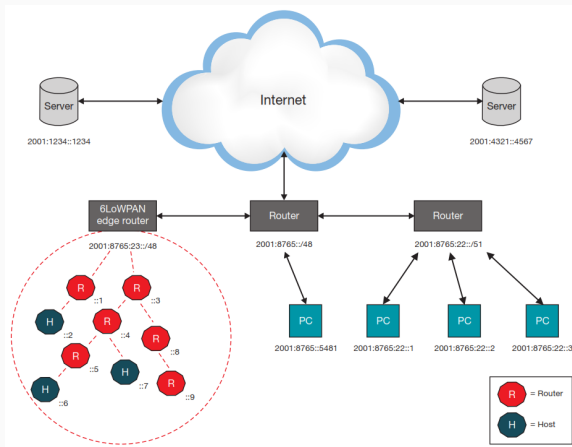 Internet
Server
2001:1234::1234
Server
2001:4321::4567
6LoWPAN
edge router
2001:8765:23::/48
Router
2001:8765::/48
Router
2001:8765:22::/51
R
::1
R
::3
H
::2
R
::4
R
::8
R
::5
H
::7
R
::9
H
::6
PC
2001:8765::5481
PC
2001:8765:22::1
PC
2001:8765:22::2
PC
2001:8765:22::3
R = Router
H = Host